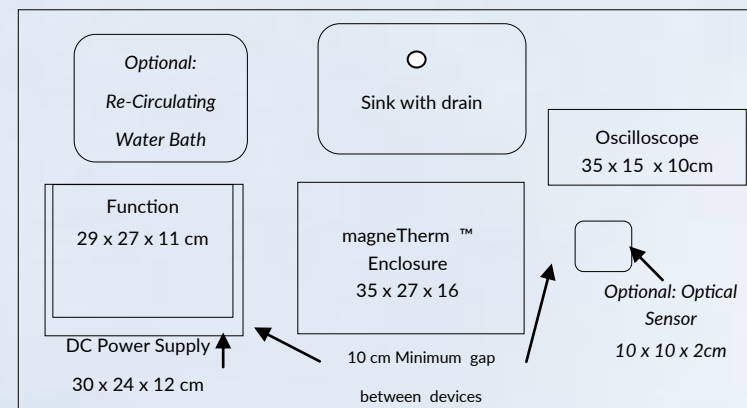 Optional:
Re-Circulating
Water Bath
Sink with drain
Oscilloscope
35 x 15 x 10cm
Function
29 x 27 x 11 cm
magneTherm ™
Enclosure
35 x 27 x 16
Optional: Optical
Sensor
10 x 10 x 2cm
DC Power Supply
30 x 24 x 12 cm
10 cm Minimum gap
between devices